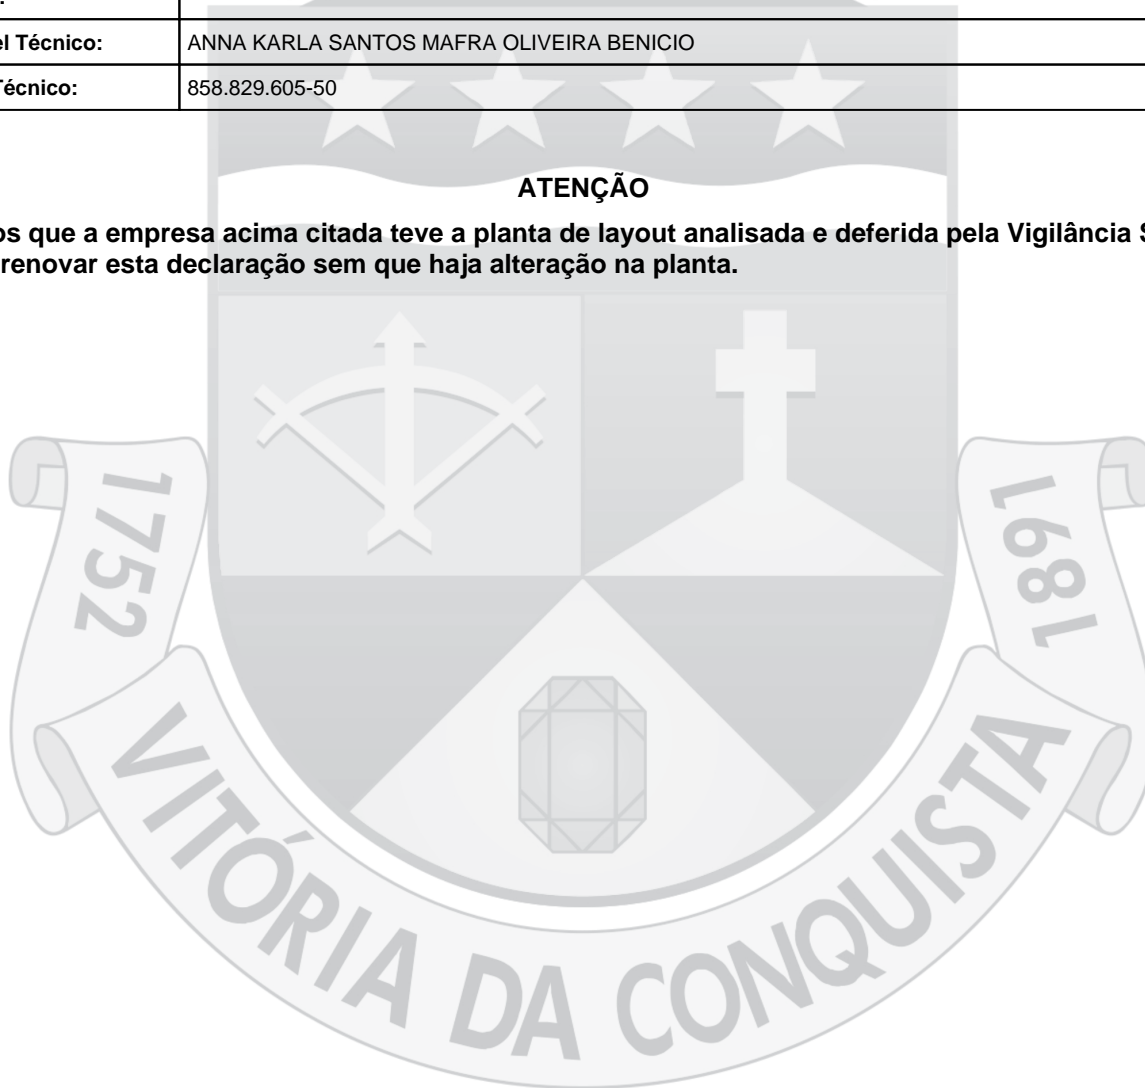 :
el Técnico: ANNA KARLA SANTOS MAFRA OLIVEIRA BENICIO
Técnico: 858.829.605-50
ATENÇÃO
os que a empresa acima citada teve a planta de layout analisada e deferida pela Vigilância S
renovar esta declaração sem que haja alteração na planta.
1752
1891
VITÓRIA DA CONQUISTA